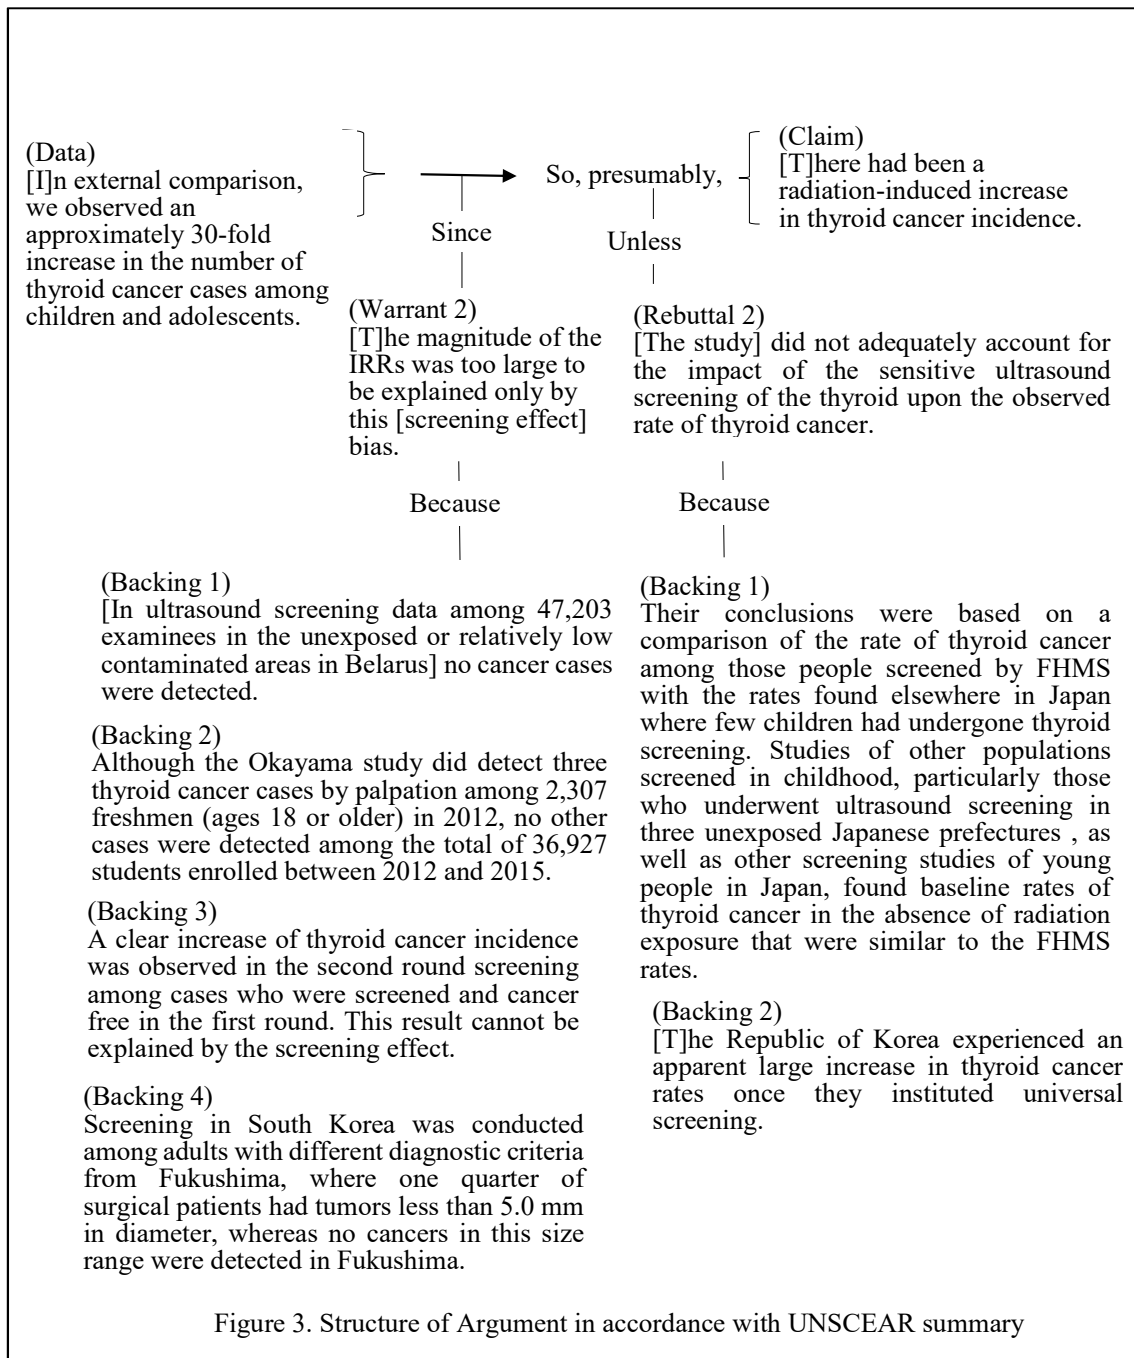 (Data)
[I]n external comparison,
we observed an
approximately 30-fold
increase in the number of
thyroid cancer cases among
children and adolescents.
So, presumably,
(Claim)
[T]here had been a
radiation-induced increase
in thyroid cancer incidence.
Since
Unless
(Warrant 2)
[T]he magnitude of the
IRRs was too large to
be explained only by
this [screening effect]
bias.
(Rebuttal 2)
[The study] did not adequately account for
the impact of the sensitive ultrasound
screening of the thyroid upon the observed
rate of thyroid cancer.
Because
Because
(Backing 1)
[In ultrasound screening data among 47,203
examinees in the unexposed or relatively low
contaminated areas in Belarus] no cancer cases
were detected.
(Backing 2)
Although the Okayama study did detect three
thyroid cancer cases by palpation among 2,307
freshmen (ages 18 or older) in 2012, no other
cases were detected among the total of 36,927
students enrolled between 2012 and 2015.
(Backing 3)
A clear increase of thyroid cancer incidence
was observed in the second round screening
among cases who were screened and cancer
free in the first round. This result cannot be
explained by the screening effect.
(Backing 4)
Screening in South Korea was conducted
among adults with different diagnostic criteria
from Fukushima, where one quarter of
surgical patients had tumors less than 5.0 mm
in diameter, whereas no cancers in this size
range were detected in Fukushima.
(Backing 1)
Their conclusions were based on a
comparison of the rate of thyroid cancer
among those people screened by FHMS
with the rates found elsewhere in Japan
where few children had undergone thyroid
screening. Studies of other populations
screened in childhood, particularly those
who underwent ultrasound screening in
three unexposed Japanese prefectures , as
well as other screening studies of young
people in Japan, found baseline rates of
thyroid cancer in the absence of radiation
exposure that were similar to the FHMS
rates.
(Backing 2)
[T]he Republic of Korea experienced an
apparent large increase in thyroid cancer
rates once they instituted universal
screening.
Figure 3. Structure of Argument in accordance with UNSCEAR summary